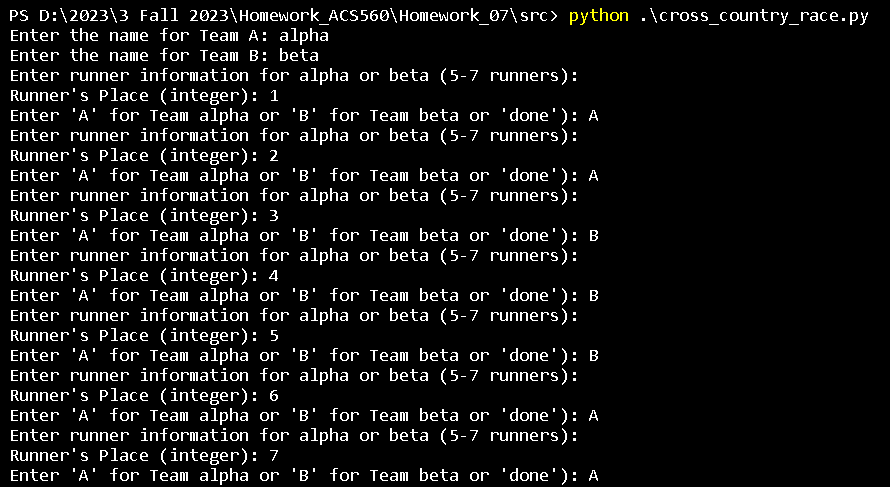 PS D:\2023\3 Fall 2023\Homework_ACS560\Homework_07\src> python .\cross_country_race.py
Enter the name for Team A: alpha
Enter the name for Team B: beta
Enter runner information for alpha or beta (5-7 runners):
Runner's Place (integer): 1
Enter 'A' for Team alpha or 'B' for Team beta or 'done'): A
Enter runner information for alpha or beta (5-7 runners):
Runner's Place (integer): 2
Enter 'A' for Team alpha or 'B' for Team beta or 'done'): A
Enter runner information for alpha or beta (5-7 runners):
Runner's Place (integer): 3
Enter 'A' for Team alpha or 'B' for Team beta or 'done'): B
Enter runner information for alpha or beta (5-7 runners):
Runner's Place (integer): 4
Enter 'A' for Team alpha or 'B' for Team beta or 'done'): B
Enter runner information for alpha or beta (5-7 runners):
Runner's Place (integer): 5
Enter 'A' for Team alpha or 'B' for Team beta or 'done'): B
Enter runner information for alpha or beta (5-7 runners):
Runner's Place (integer): 6
Enter 'A' for Team alpha or 'B' for Team beta or 'done'): A
Enter runner information for alpha or beta (5-7 runners):
Runner's Place (integer): 7
Enter 'A' for Team alpha or 'B' for Team beta or 'done'): A